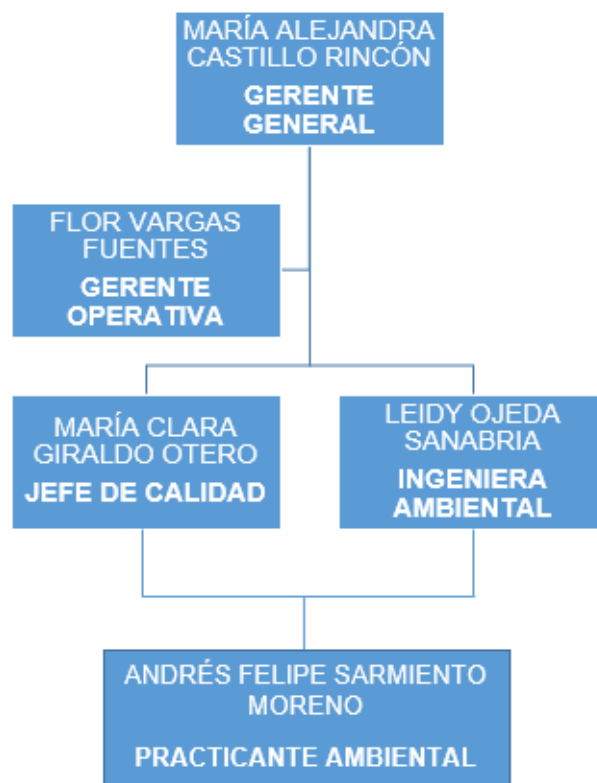 MARÍA ALEJANDRA
CASTILLO RINCÓN
GERENTE
GENERAL
FLOR VARGAS
FUENTES
GERENTE
OPERATIVA
MARÍA CLARA
GIRALDO OTERO
JEFE DE CALIDAD
LEIDY OJEDA
SANABRIA
INGENIERA
AMBIENTAL
ANDRÉS FELIPE SARMIENTO
MORENO
PRACTICANTE AMBIENTAL